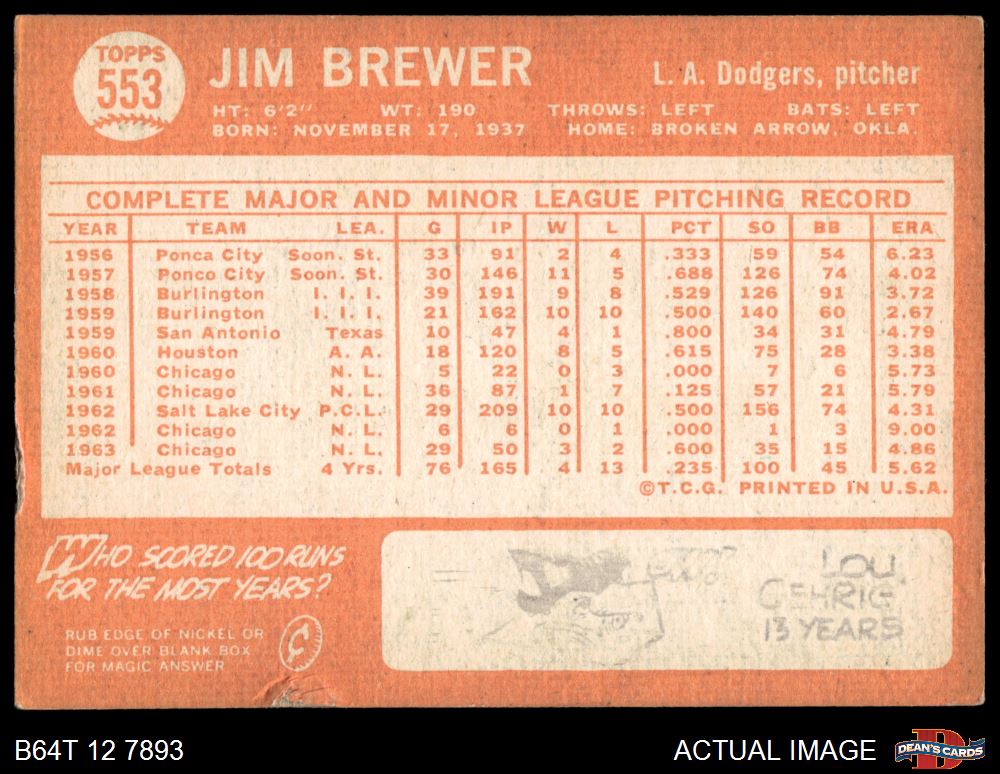 TOPPS
553
JIM BREWER
L. A. Dodgers, pitcher
HT: 6'2" WT: 190 THROWS: LEFT BATS: LEFT
BORN: NOVEMBER 17, 1937 HOME: BROKEN ARROW, OKLA.
COMPLETE MAJOR AND MINOR LEAGUE PITCHING RECORD
YEAR TEAM LEA. G IP W L PCT SO BB ERA
1956 Ponca City Soon. St. 33 91 2 4 .333 59 54 6.23
1957 Ponco City Soon. St. 30 146 11 5 .688 126 74 4.02
1958 Burlington I. I. I. 39 191 9 8 .529 126 91 3.72
1959 Burlington I. I. I. 21 162 10 10 .500 140 60 2.67
1959 San Antonio Texas 10 47 4 1 .800 34 31 4.79
1960 Houston A. A. 18 120 8 5 .615 75 28 3.38
1960 Chicago N. L. 5 22 0 3 .000 7 6 5.73
1961 Chicago N. L. 36 87 1 7 .125 57 21 5.79
1962 Salt Lake City P.C.L. 29 209 10 10 .500 156 74 4.31
1962 Chicago N. L. 6 6 0 1 .000 1 3 9.00
1963 Chicago N. L. 29 50 3 2 .600 35 15 4.86
Major League Totals 4 Yrs. 76 165 4 13 .235 100 45 5.62
©T.C.G. PRINTED IN U.S.A.
WHO SCORED 100 RUNS
FOR THE MOST YEARS?
RUB EDGE OF NICKEL OR
DIME OVER BLANK BOX
FOR MAGIC ANSWER
¢
LOU
GEHRIG
13 YEARS
B64T 12 7893
ACTUAL IMAGE
D
DEAN'S CARDS